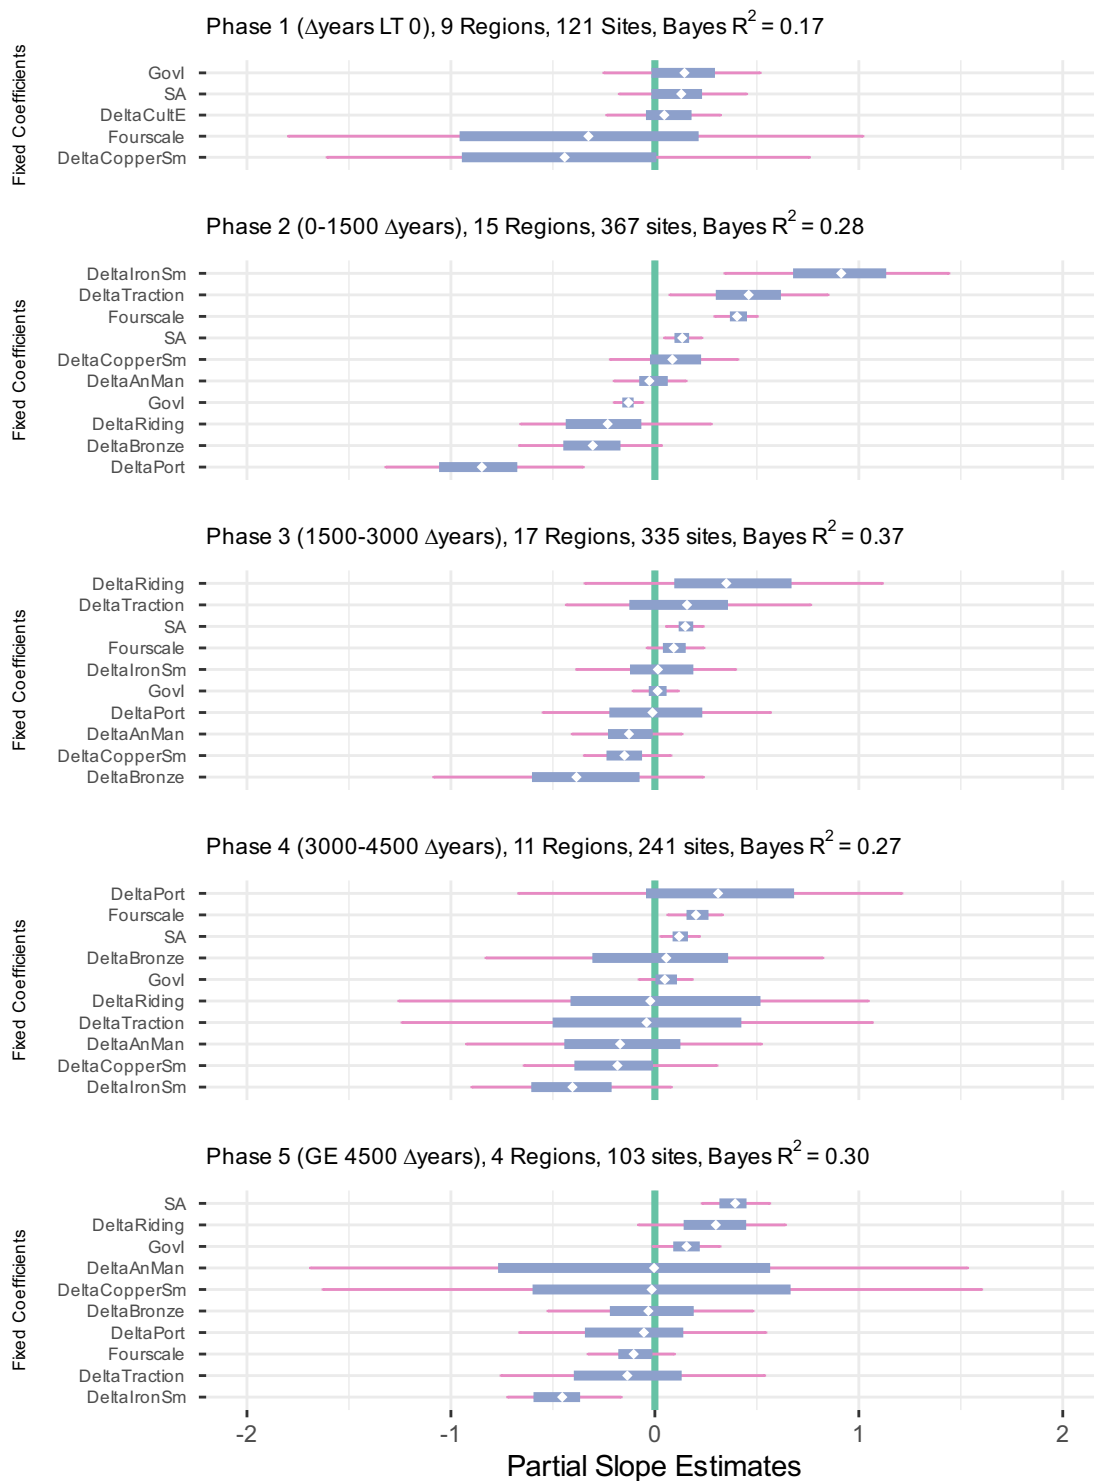 Phase 1 (Δyears LT 0), 9 Regions, 121 Sites, Bayes R² = 0.17
Fixed Coefficients
GovI
SA
DeltaCultE
Fourscale
DeltaCopperSm
Phase 2 (0-1500 Δyears), 15 Regions, 367 sites, Bayes R² = 0.28
Fixed Coefficients
DeltaIronSm
DeltaTraction
Fourscale
SA
DeltaCopperSm
DeltaAnMan
GovI
DeltaRiding
DeltaBronze
DeltaPort
Phase 3 (1500-3000 Δyears), 17 Regions, 335 sites, Bayes R² = 0.37
Fixed Coefficients
DeltaRiding
DeltaTraction
SA
Fourscale
DeltaIronSm
GovI
DeltaPort
DeltaAnMan
DeltaCopperSm
DeltaBronze
Phase 4 (3000-4500 Δyears), 11 Regions, 241 sites, Bayes R² = 0.27
Fixed Coefficients
DeltaPort
Fourscale
SA
DeltaBronze
GovI
DeltaRiding
DeltaTraction
DeltaAnMan
DeltaCopperSm
DeltaIronSm
Phase 5 (GE 4500 Δyears), 4 Regions, 103 sites, Bayes R² = 0.30
Fixed Coefficients
SA
DeltaRiding
GovI
DeltaAnMan
DeltaCopperSm
DeltaBronze
DeltaPort
Fourscale
DeltaTraction
DeltaIronSm
-2 -1 0 1 2
Partial Slope Estimates